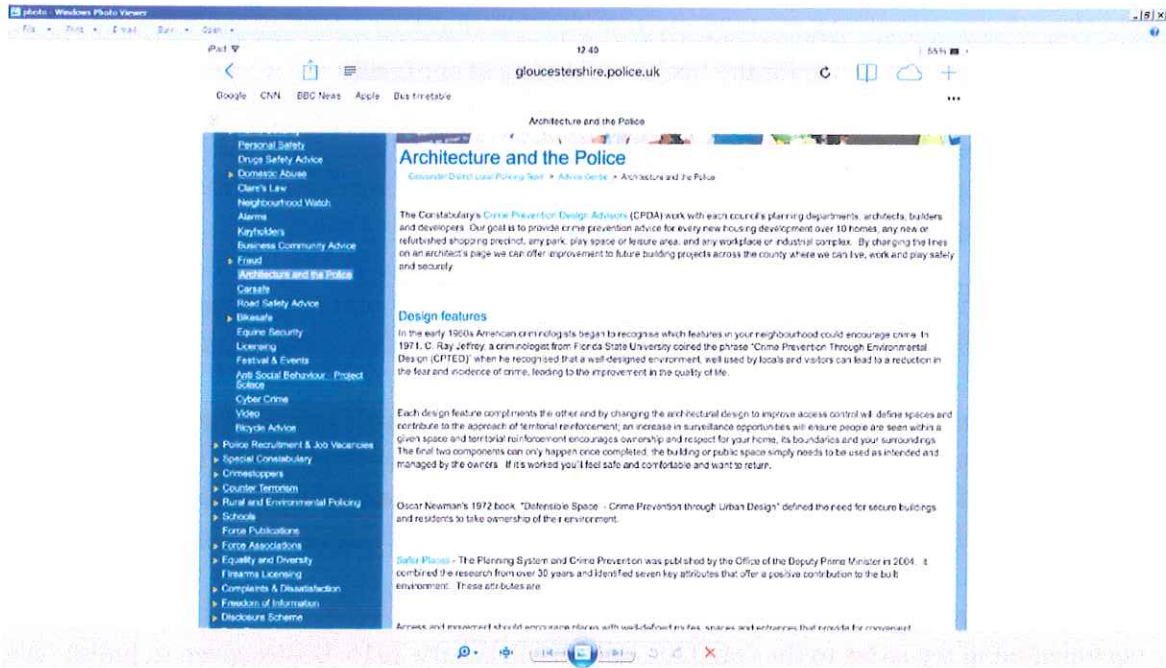 photo - Windows Photo Viewer
File Print E-mail Burn Open
iPad 12:40 55%
gloucestershire.police.uk
Google CNN BBC News Apple Bus timetable
Architecture and the Police
Personal Safety
Drugs Safety Advice
Domestic Abuse
Clare's Law
Neighbourhood Watch
Alarms
Keyholders
Business Community Advice
Fraud
Architecture and the Police
Carsafe
Road Safety Advice
Bikesafe
Equine Security
Licensing
Festival & Events
Anti Social Behaviour - Project
Solace
Cyber Crime
Video
Bicycle Advice
Police Recruitment & Job Vacancies
Special Constabulary
Crimestoppers
Counter Terrorism
Rural and Environmental Policing
Schools
Force Publications
Force Associations
Equality and Diversity
Firearms Licensing
Complaints & Dissatisfaction
Freedom of Information
Disclosure Scheme
Architecture and the Police
Gloucester District Local Policing Team > Advice Centre > Architecture and the Police
The Constabulary's Crime Prevention Design Advisors (CPDA) work with each council's planning departments, architects, builders
and developers. Our goal is to provide crime prevention advice for every new housing development over 10 homes, any new or
refurbished shopping precinct, any park, play space or leisure area, and any workplace or industrial complex. By changing the lines
on an architect's page we can offer improvement to future building projects across the county where we can live, work and play safely
and securely.
Design features
In the early 1960s American criminologists began to recognise which features in your neighbourhood could encourage crime. In
1971, C. Ray Jeffrey, a criminologist from Florida State University coined the phrase "Crime Prevention Through Environmental
Design (CPTED)" when he recognised that a well-designed environment, well used by locals and visitors can lead to a reduction in
the fear and incidence of crime, leading to the improvement in the quality of life.
Each design feature compliments the other and by changing the architectural design to improve access control will define spaces and
contribute to the approach of territorial reinforcement; an increase in surveillance opportunities will ensure people are seen within a
given space and territorial reinforcement encourages ownership and respect for your home, its boundaries and your surroundings.
The final two components can only happen once completed, the building or public space simply needs to be used as intended and
managed by the owners. If it's worked you'll feel safe and comfortable and want to return.
Oscar Newman's 1972 book, "Defensible Space - Crime Prevention through Urban Design" defined the need for secure buildings
and residents to take ownership of their environment.
Safer Places - The Planning System and Crime Prevention was published by the Office of the Deputy Prime Minister in 2004. It
combined the research from over 30 years and identified seven key attributes that offer a positive contribution to the built
environment. These attributes are:
Access and movement should encourage places with well-defined routes, spaces and entrances that provide for convenient